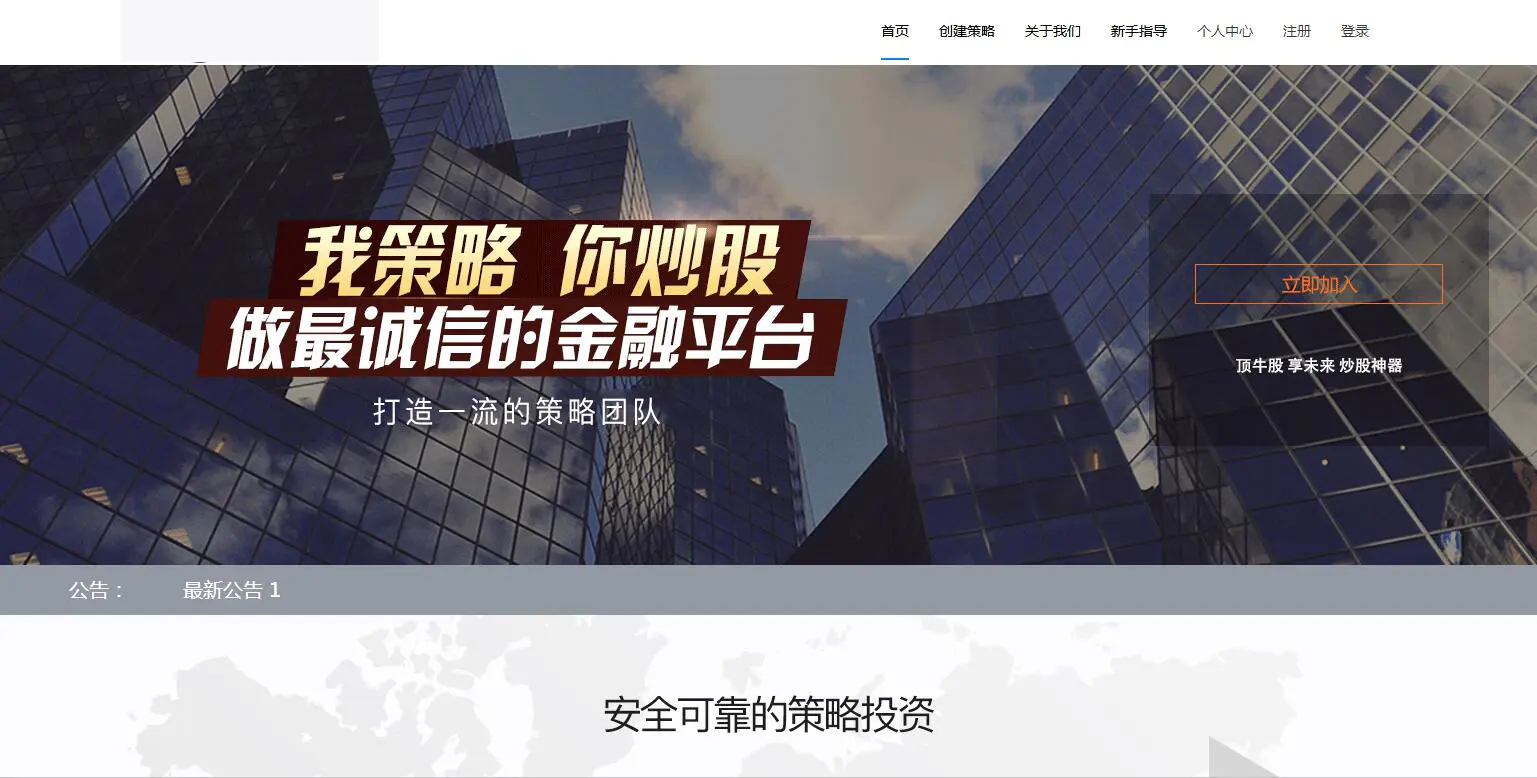 首页 创建策略 关于我们 新手指导 个人中心 注册 登录
我策略 你炒股
做最诚信的金融平台
打造一流的策略团队
立即加入
顶牛股 享未来 炒股神器
公告： 最新公告 1
安全可靠的策略投资